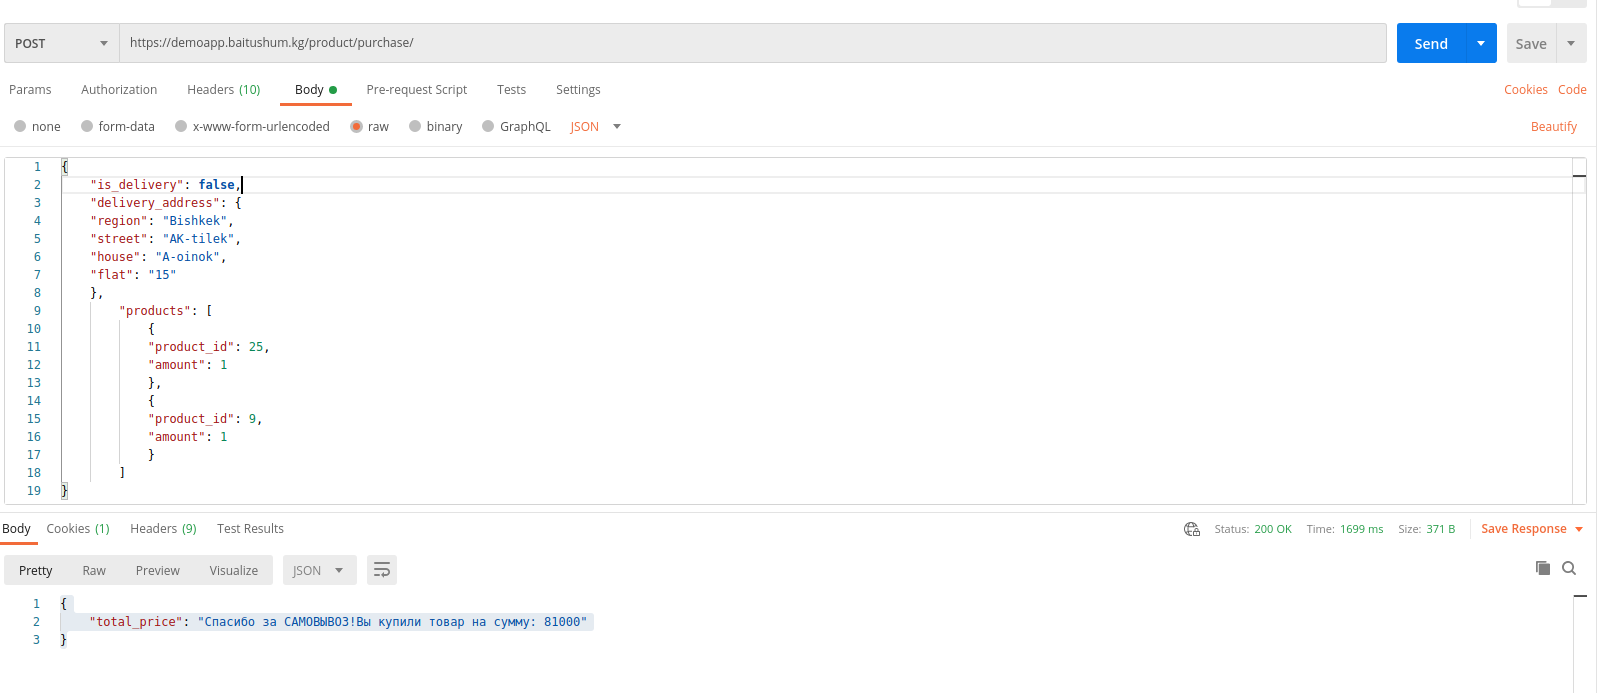 POST https://demoapp.baitushum.kg/product/purchase/ Send Save
Params Authorization Headers (10) Body Pre-request Script Tests Settings Cookies Code
none form-data x-www-form-urlencoded raw binary GraphQL JSON Beautify
1 {
2 "is_delivery": false,
3 "delivery_address": {
4 "region": "Bishkek",
5 "street": "AK-tilek",
6 "house": "A-oinok",
7 "flat": "15"
8 },
9 "products": [
10 {
11 "product_id": 25,
12 "amount": 1
13 },
14 {
15 "product_id": 9,
16 "amount": 1
17 }
18 ]
19 }
Body Cookies (1) Headers (9) Test Results Status: 200 OK Time: 1699 ms Size: 371 B Save Response
Pretty Raw Preview Visualize JSON
1 {
2 "total_price": "Спасибо за САМОВЫВОЗ!Вы купили товар на сумму: 81000"
3 }